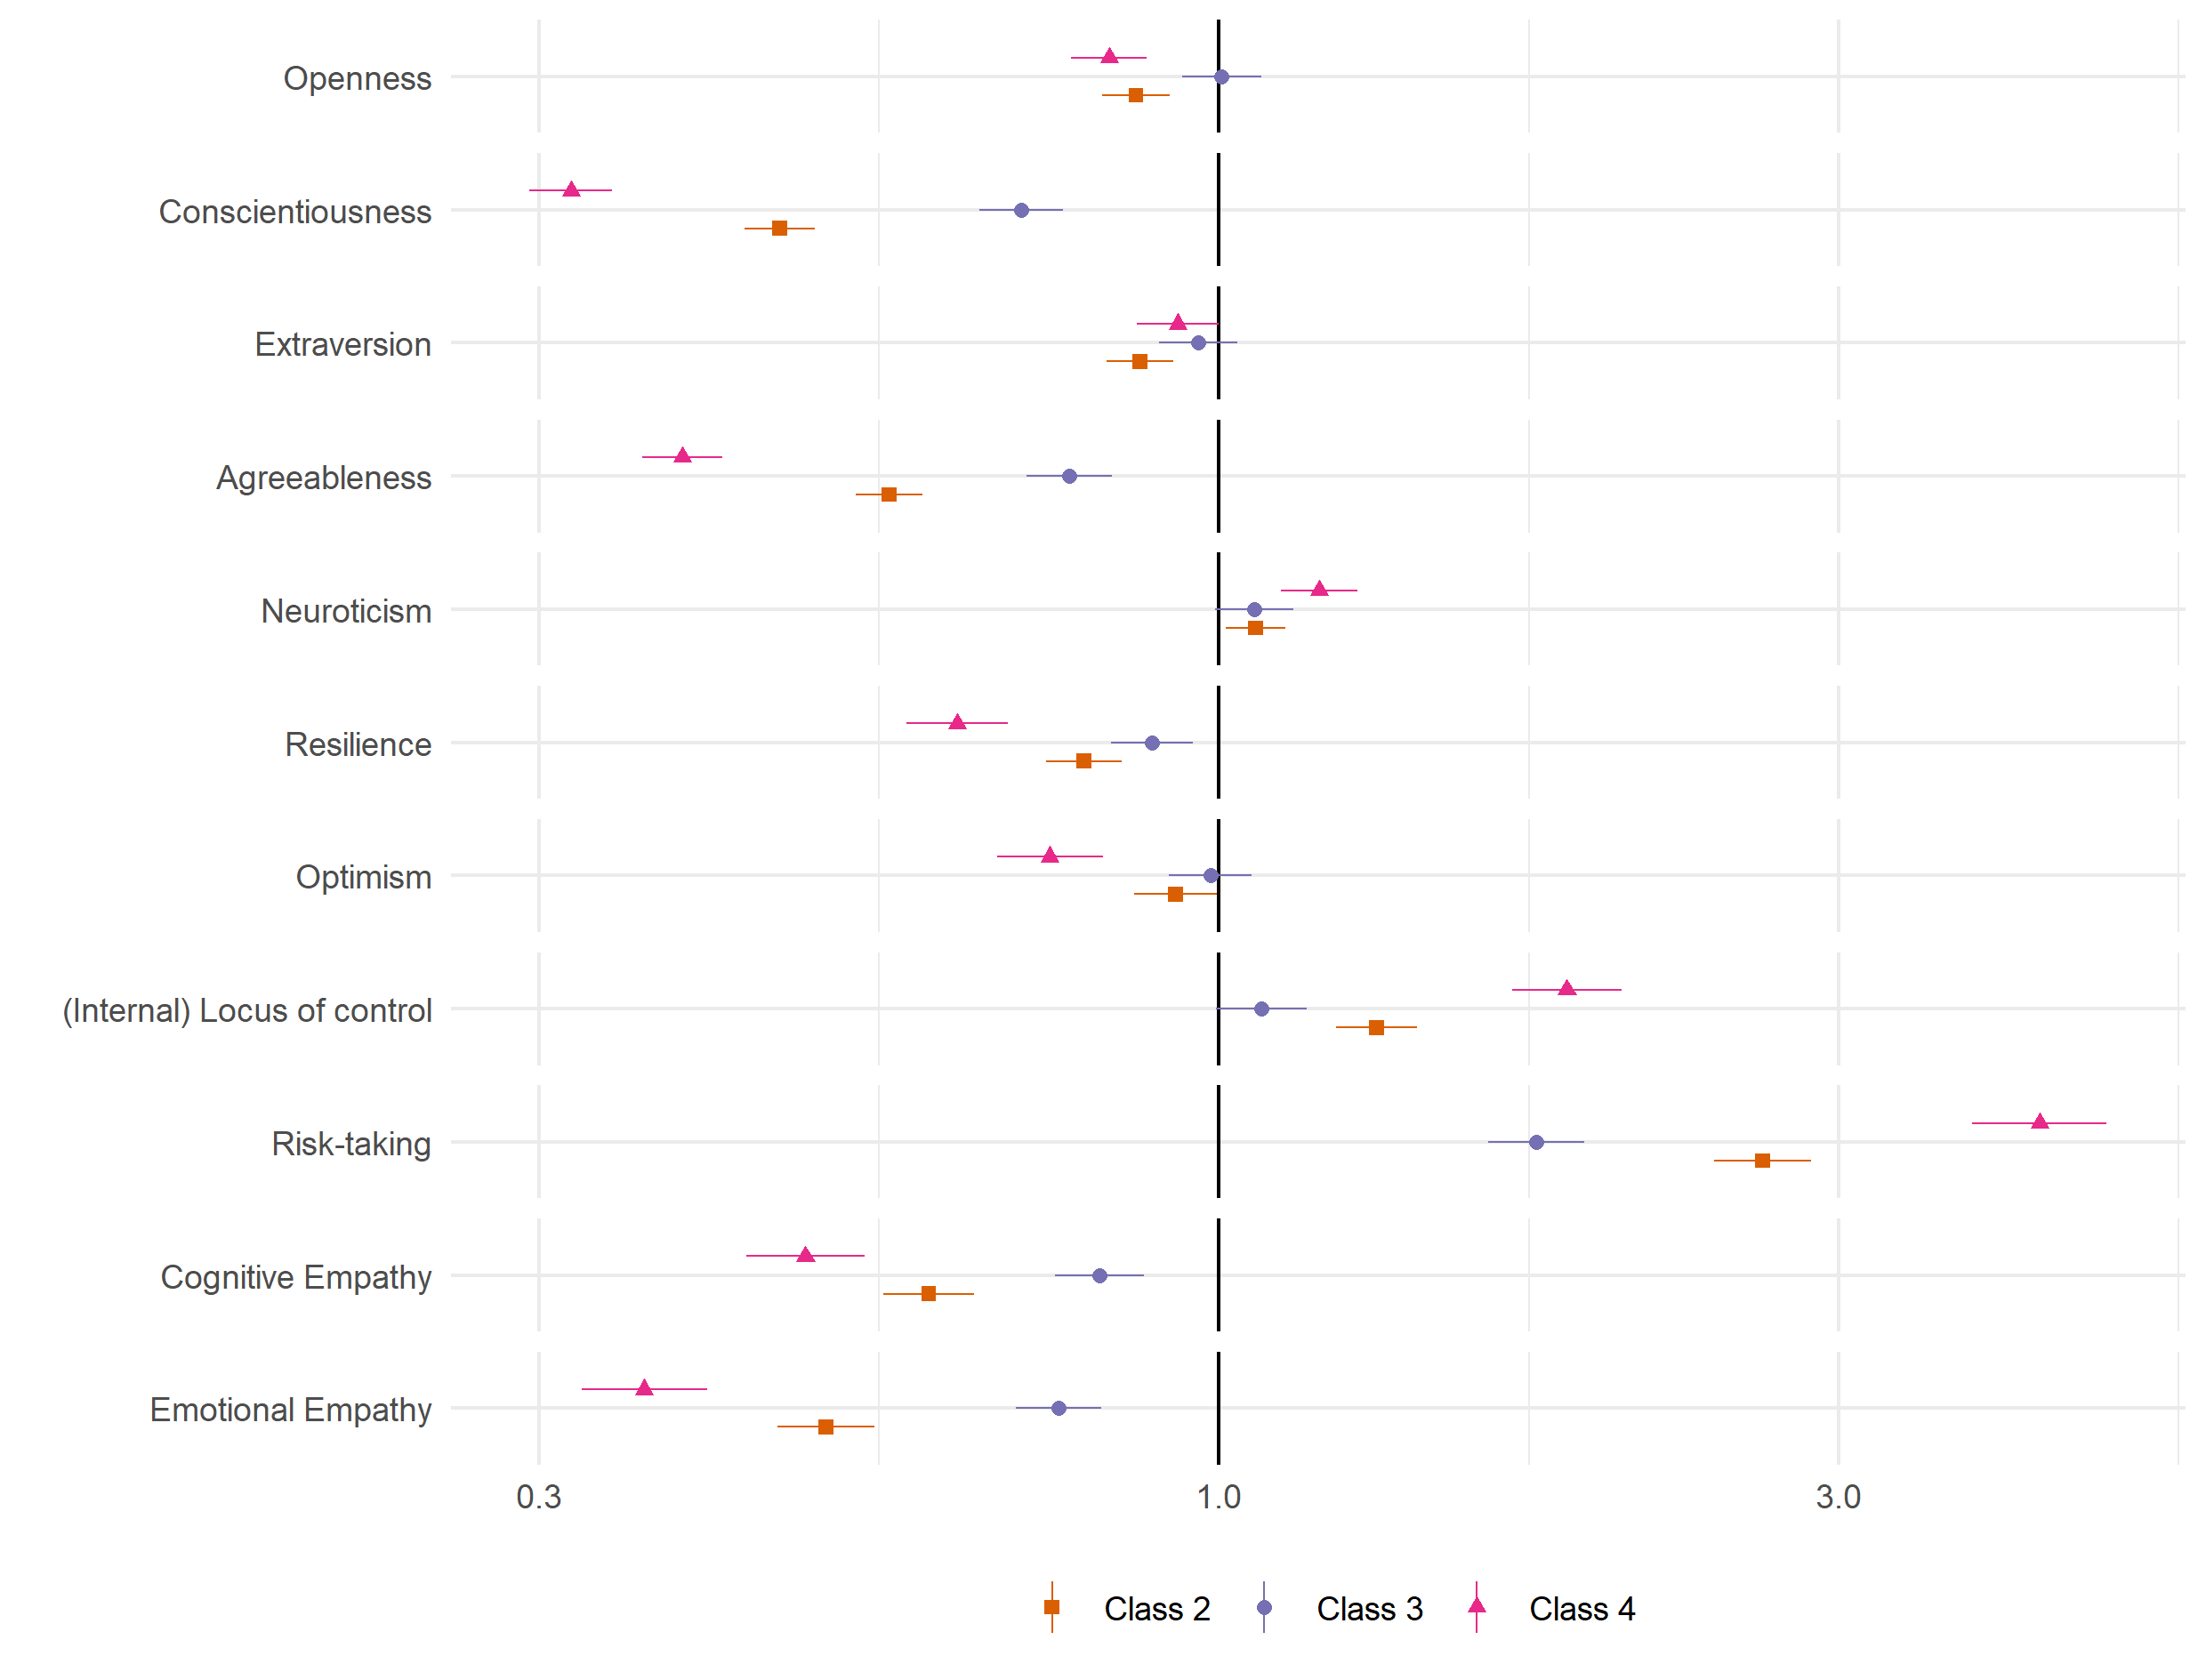 Openness
Conscientiousness
Extraversion
Agreeableness
Neuroticism
Resilience
Optimism
(Internal) Locus of control
Risk-taking
Cognitive Empathy
Emotional Empathy
0.3 1.0 3.0
Class 2 Class 3 Class 4